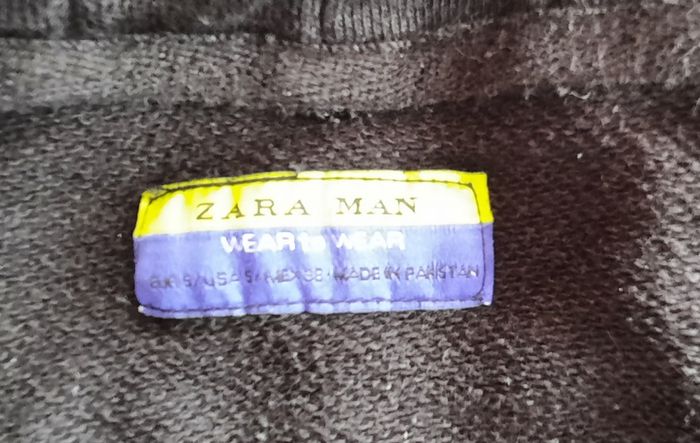 ZARA MAN
WEAR to WEAR
EUR S / USA S / MEX 38 · MADE IN PAKISTAN